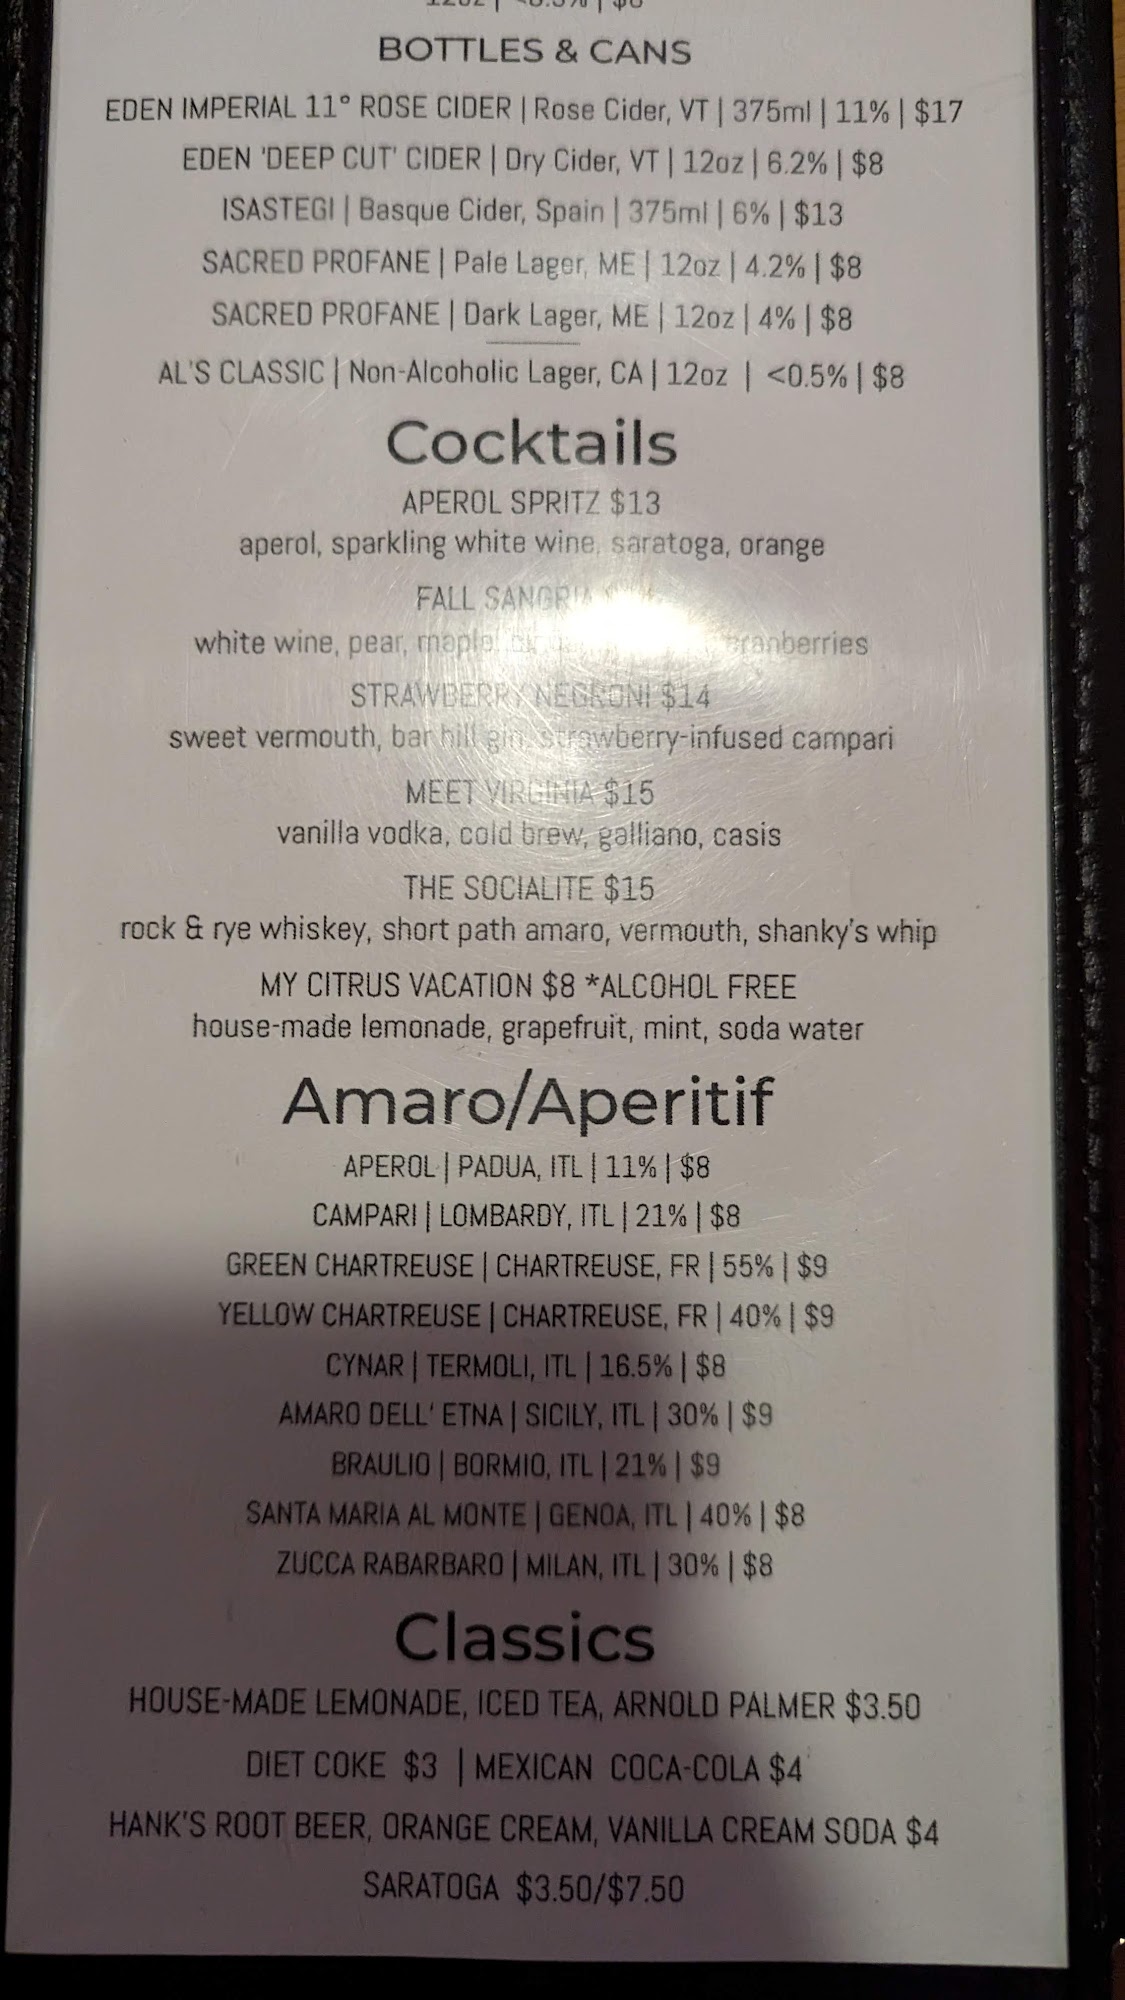 BOTTLES & CANS
EDEN IMPERIAL 11° ROSE CIDER | Rose Cider, VT | 375ml | 11% | $17
EDEN 'DEEP CUT' CIDER | Dry Cider, VT | 12oz | 6.2% | $8
ISASTEGI | Basque Cider, Spain | 375ml | 6% | $13
SACRED PROFANE | Pale Lager, ME | 12oz | 4.2% | $8
SACRED PROFANE | Dark Lager, ME | 12oz | 4% | $8
AL'S CLASSIC | Non-Alcoholic Lager, CA | 12oz | <0.5% | $8
Cocktails
APEROL SPRITZ $13
aperol, sparkling white wine, saratoga, orange
FALL SANGRIA
white wine, pear, maple, cranberries
STRAWBERRY NEGRONI $14
sweet vermouth, bar hill gin, strawberry-infused campari
MEET VIRGINIA $15
vanilla vodka, cold brew, galliano, casis
THE SOCIALITE $15
rock & rye whiskey, short path amaro, vermouth, shanky's whip
MY CITRUS VACATION $8 *ALCOHOL FREE
house-made lemonade, grapefruit, mint, soda water
Amaro/Aperitif
APEROL | PADUA, ITL | 11% | $8
CAMPARI | LOMBARDY, ITL | 21% | $8
GREEN CHARTREUSE | CHARTREUSE, FR | 55% | $9
YELLOW CHARTREUSE | CHARTREUSE, FR | 40% | $9
CYNAR | TERMOLI, ITL | 16.5% | $8
AMARO DELL' ETNA | SICILY, ITL | 30% | $9
BRAULIO | BORMIO, ITL | 21% | $9
SANTA MARIA AL MONTE | GENOA, ITL | 40% | $8
ZUCCA RABARBARO | MILAN, ITL | 30% | $8
Classics
HOUSE-MADE LEMONADE, ICED TEA, ARNOLD PALMER $3.50
DIET COKE $3 | MEXICAN COCA-COLA $4
HANK'S ROOT BEER, ORANGE CREAM, VANILLA CREAM SODA $4
SARATOGA $3.50/$7.50